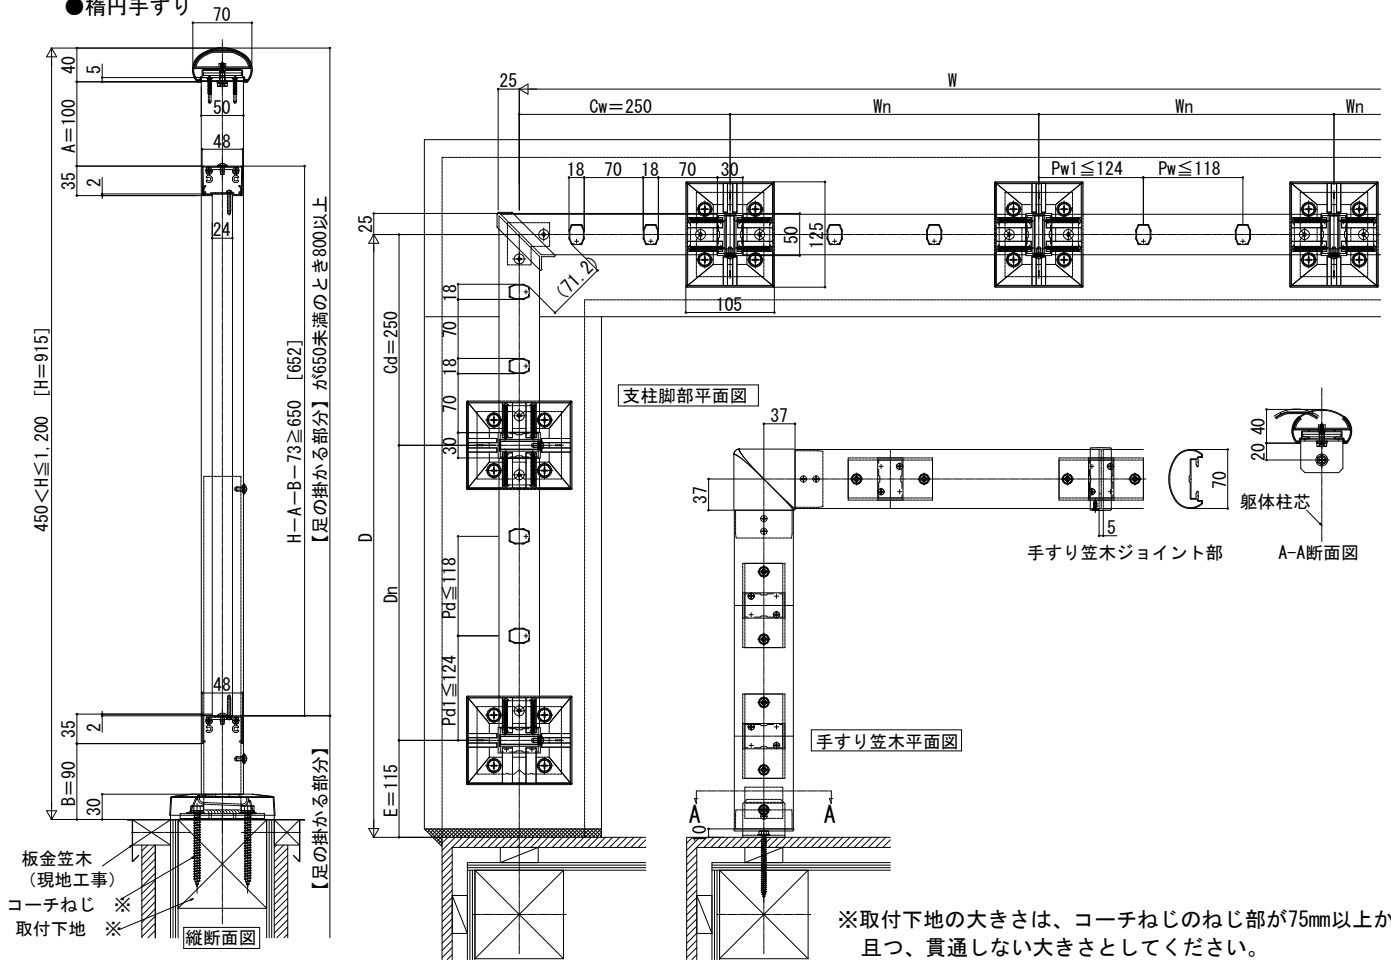 ●楕円手すり
70
40
5
A=100
50
48
35
2
24
450<H≦1,200 [H=915]
H-A-B-73≧650 [652]
【足の掛かる部分】が650未満のとき800以上
48
35
2
B=90
30
【足の掛かる部分】
板金笠木
(現地工事)
コーチねじ ※
取付下地 ※
縦断面図
25
W
Cw=250
Wn
Wn
Wn
18
70
18
70
30
Pw1≦124
Pw≦118
25
50
125
105
(71.2)
18
70
18
70
30
Cd=250
D
Dn
Pd≦118
Pd1≦124
E=115
支柱脚部平面図
37
37
70
5
手すり笠木ジョイント部
40
20
躯体柱芯
A-A断面図
手すり笠木平面図
A
A
0
※取付下地の大きさは、コーチねじのねじ部が75mm以上か
且つ、貫通しない大きさとしてください。